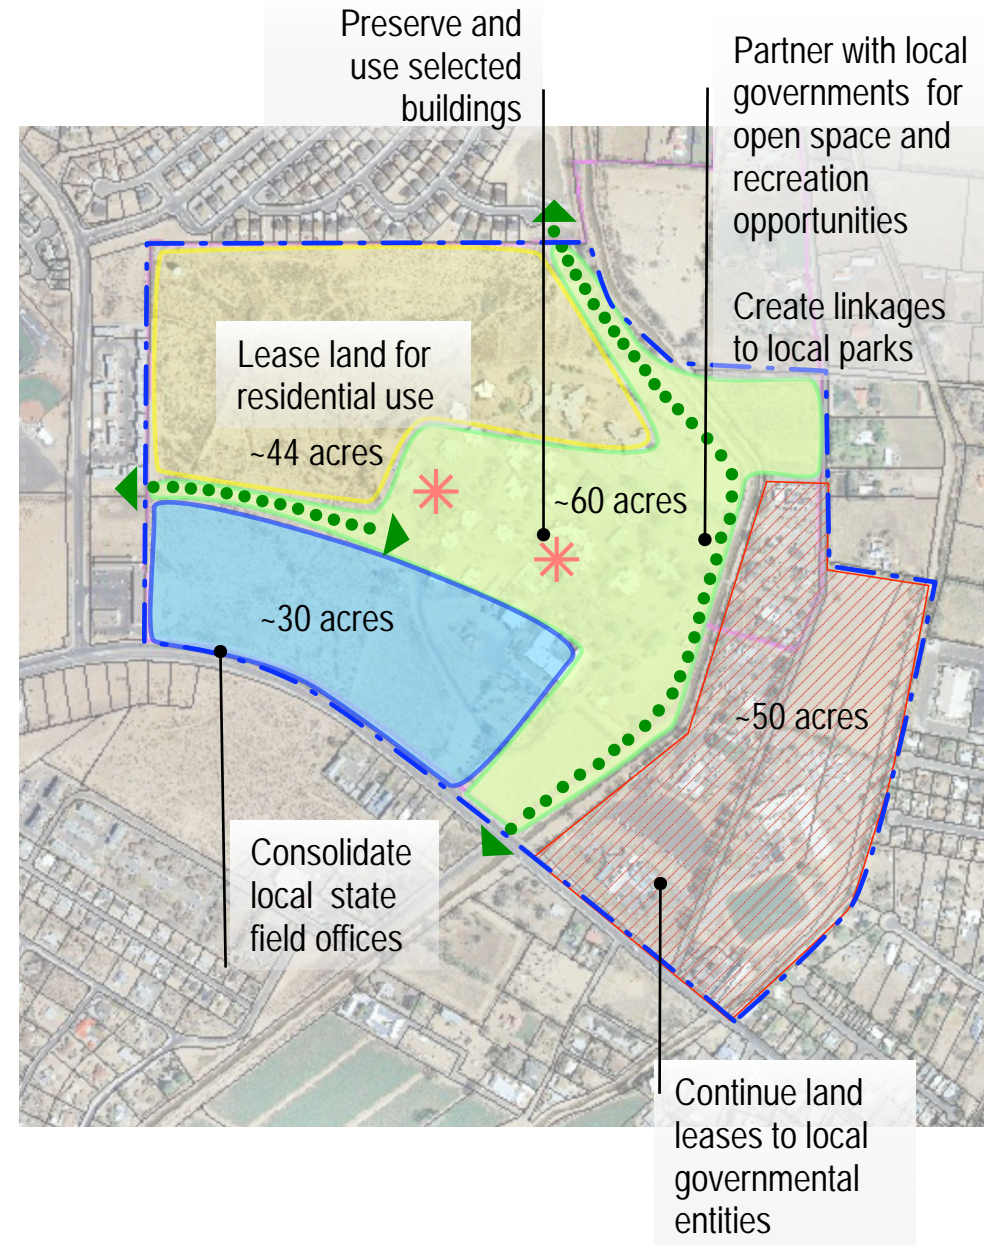 Preserve and
use selected
buildings
Partner with local
governments for
open space and
recreation
opportunities
Create linkages
to local parks
Lease land for
residential use
~44 acres
~60 acres
~30 acres
~50 acres
Consolidate
local state
field offices
Continue land
leases to local
governmental
entities